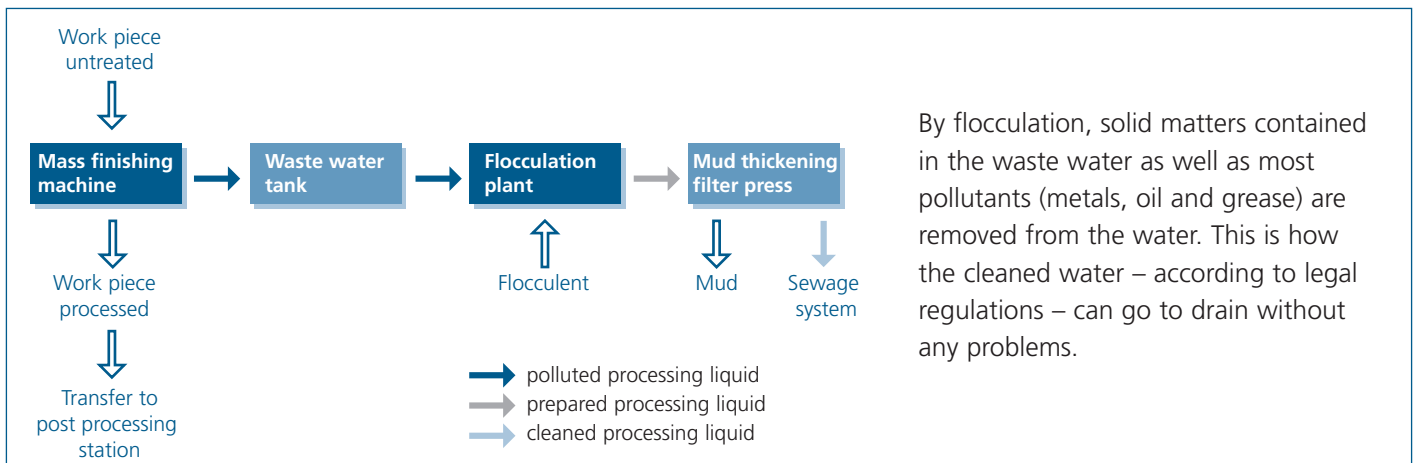 Work piece
untreated
Mass finishing
machine
Waste water
tank
Flocculation
plant
Mud thickening
filter press
Work piece
processed
Flocculent
Mud
Sewage
system
Transfer to
post processing
station
polluted processing liquid
prepared processing liquid
cleaned processing liquid
By flocculation, solid matters contained
in the waste water as well as most
pollutants (metals, oil and grease) are
removed from the water. This is how
the cleaned water – according to legal
regulations – can go to drain without
any problems.